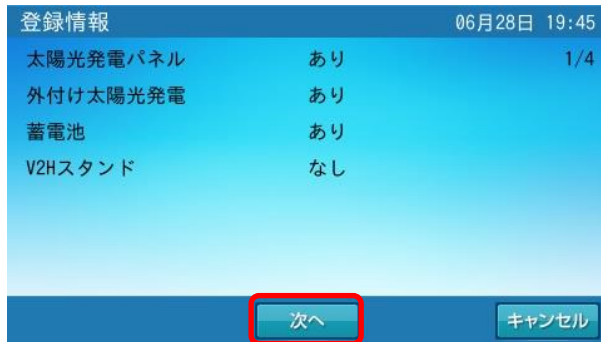 登録情報 06月28日 19:45
太陽光発電パネル あり 1/4
外付け太陽光発電 あり
蓄電池 あり
V2Hスタンド なし
次へ キャンセル